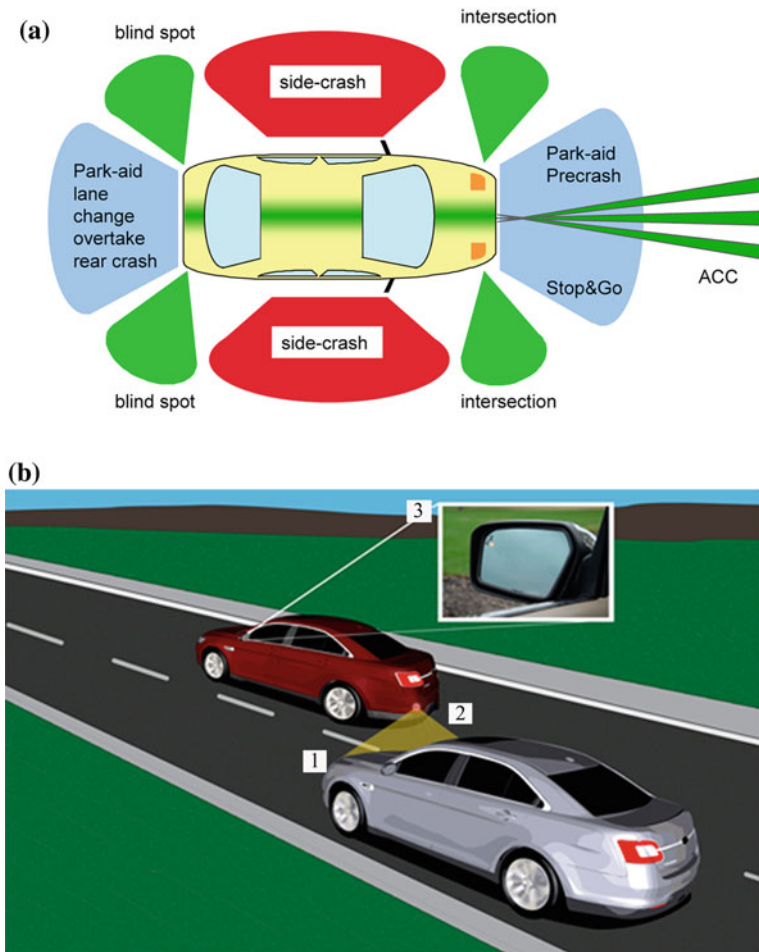 (a)
blind spot
intersection
side-crash
Park-aid
lane
change
overtake
rear crash
Park-aid
Precrash
Stop&Go
ACC
side-crash
blind spot
intersection
(b)
3
2
1